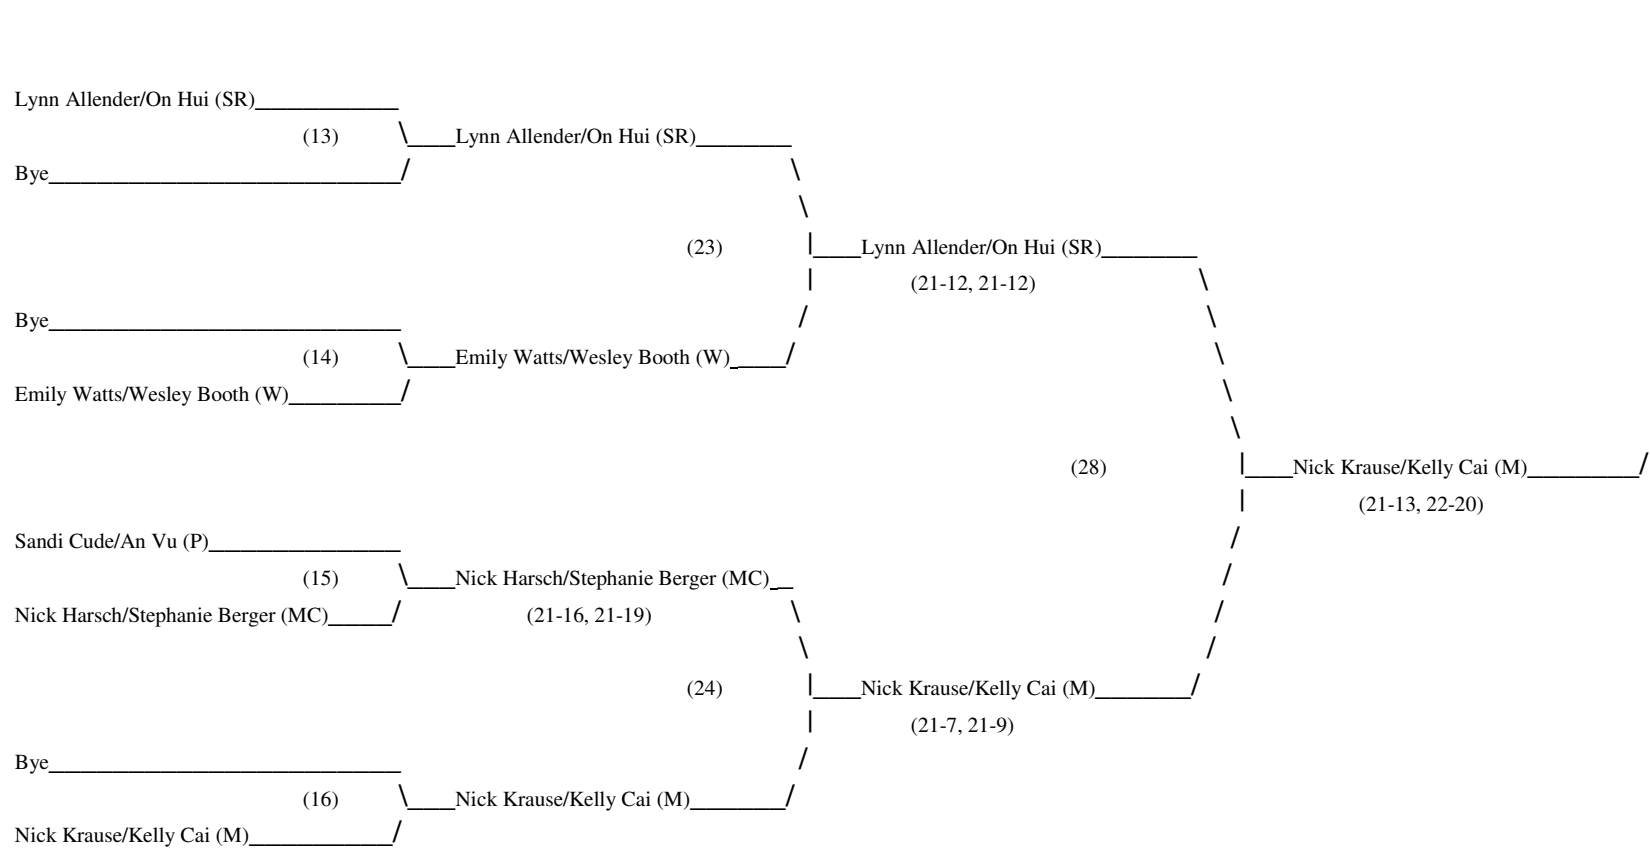 Lynn Allender/On Hui (SR)
(13) Lynn Allender/On Hui (SR)
Bye
(23) Lynn Allender/On Hui (SR)
(21-12, 21-12)
Bye
(14) Emily Watts/Wesley Booth (W)
Emily Watts/Wesley Booth (W)
(28) Nick Krause/Kelly Cai (M)
(21-13, 22-20)
Sandi Cude/An Vu (P)
(15) Nick Harsch/Stephanie Berger (MC)
Nick Harsch/Stephanie Berger (MC) (21-16, 21-19)
(24) Nick Krause/Kelly Cai (M)
(21-7, 21-9)
Bye
(16) Nick Krause/Kelly Cai (M)
Nick Krause/Kelly Cai (M)